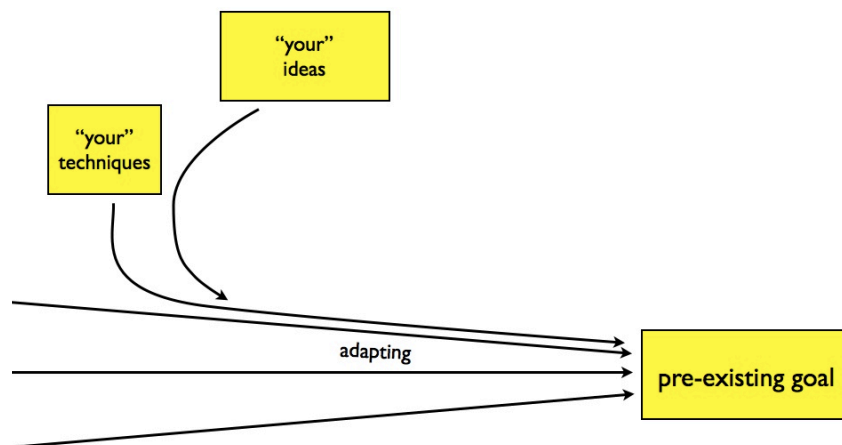 “your”
ideas
“your”
techniques
adapting
pre-existing goal